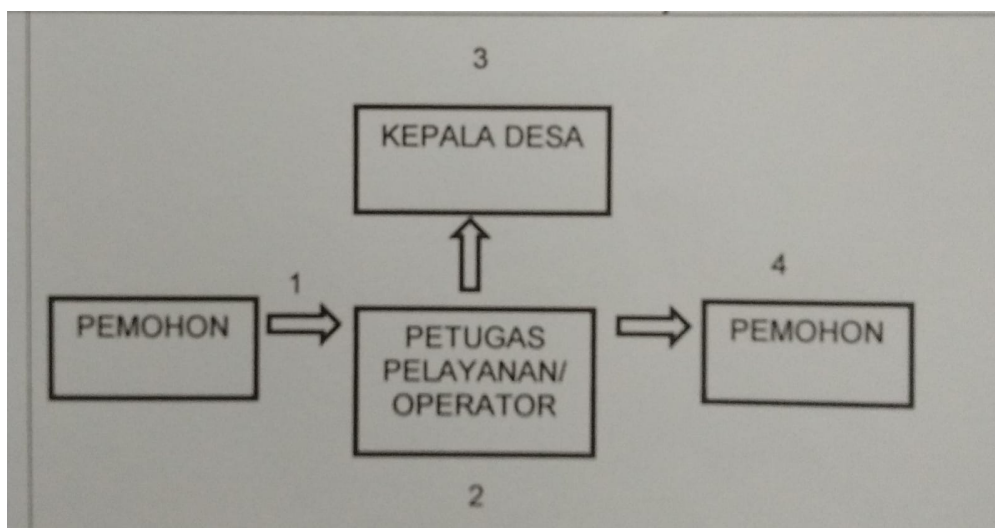 3
KEPALA DESA
1
4
PEMOHON
PETUGAS
PELAYANAN/
OPERATOR
PEMOHON
2